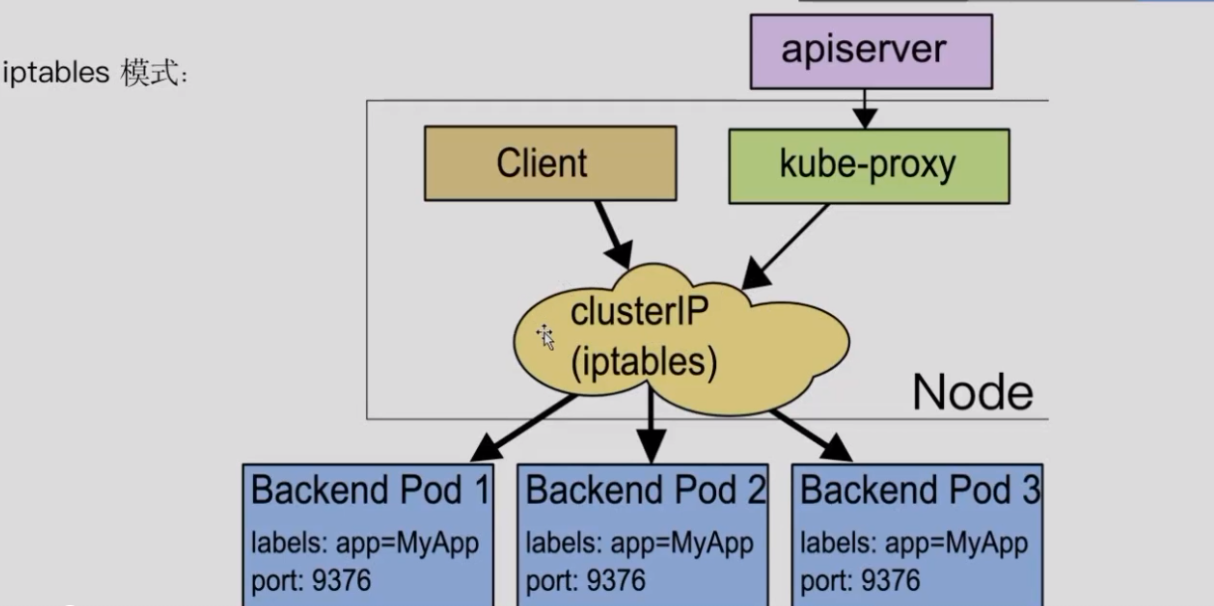 apiserver
iptables 模式：
Client
kube-proxy
clusterIP
(iptables)
Node
Backend Pod 1
labels: app=MyApp
port: 9376
Backend Pod 2
labels: app=MyApp
port: 9376
Backend Pod 3
labels: app=MyApp
port: 9376